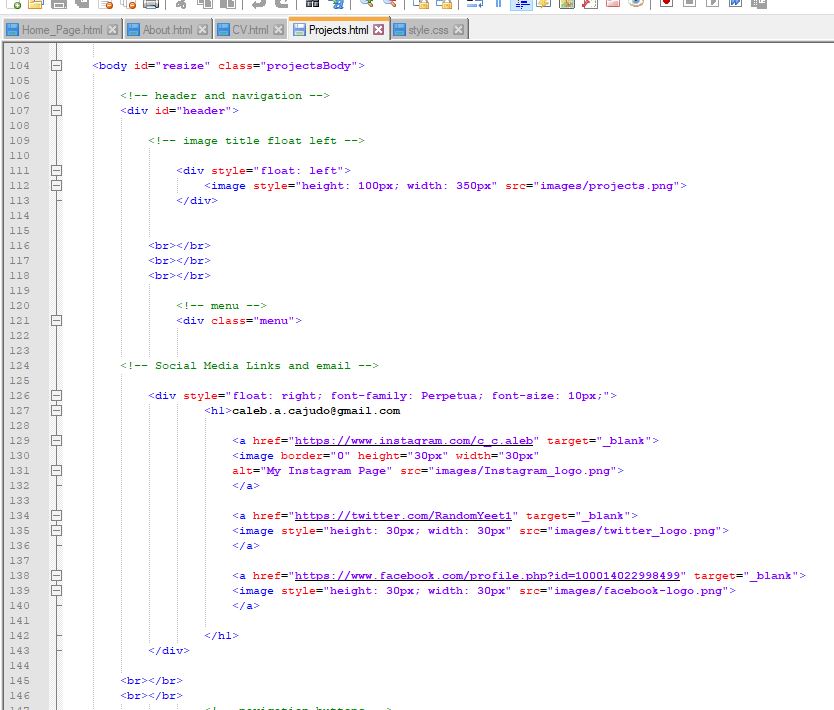 Home_Page.html About.html CV.html Projects.html style.css
103
104 <body id="resize" class="projectsBody">
105
106 <!-- header and navigation -->
107 <div id="header">
108
109 <!-- image title float left -->
110
111 <div style="float: left">
112 <image style="height: 100px; width: 350px" src="images/projects.png">
113 </div>
114
115
116 <br></br>
117 <br></br>
118 <br></br>
119
120 <!-- menu -->
121 <div class="menu">
122
123
124 <!-- Social Media Links and email -->
125
126 <div style="float: right; font-family: Perpetua; font-size: 10px;">
127 <h1>caleb.a.cajudo@gmail.com
128
129 <a href="https://www.instagram.com/c_c.aleb" target="_blank">
130 <image border="0" height="30px" width="30px"
131 alt="My Instagram Page" src="images/Instagram_logo.png">
132 </a>
133
134 <a href="https://twitter.com/RandomYeet1" target="_blank">
135 <image style="height: 30px; width: 30px" src="images/twitter_logo.png">
136 </a>
137
138 <a href="https://www.facebook.com/profile.php?id=100014022998499" target="_blank">
139 <image style="height: 30px; width: 30px" src="images/facebook-logo.png">
140 </a>
141
142 </h1>
143 </div>
144
145 <br></br>
146 <br></br>